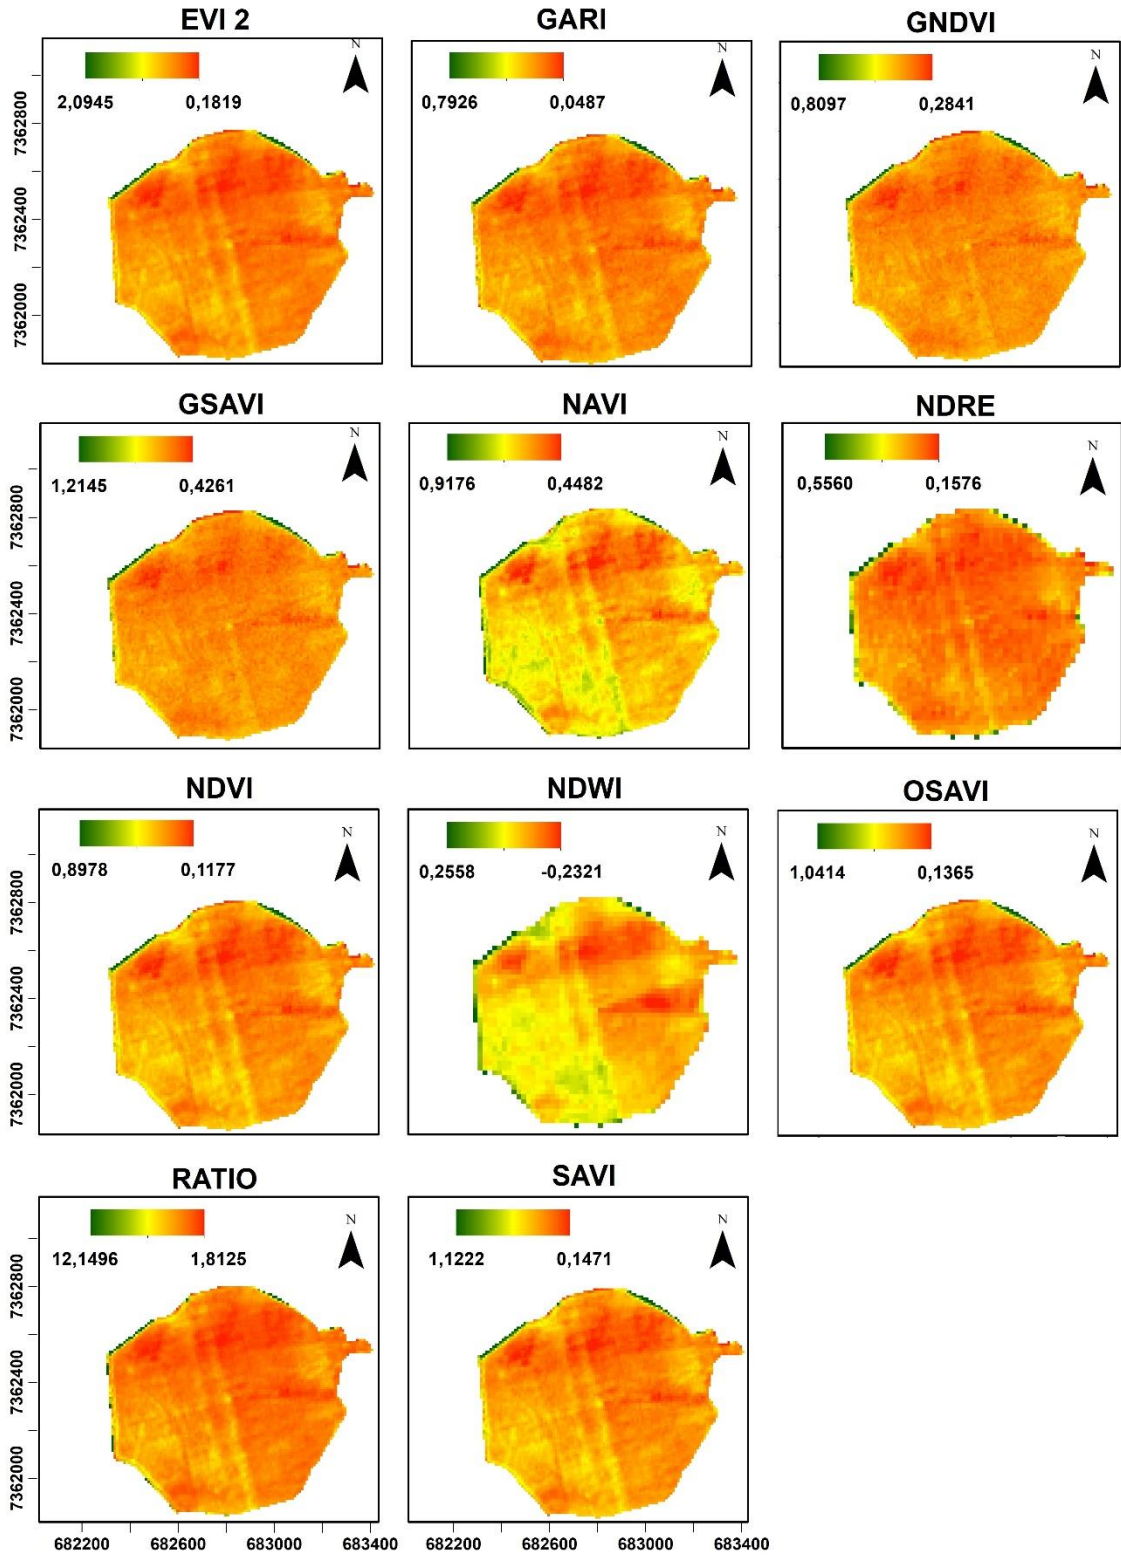 EVI 2
GARI
GNDVI
N
2,0945 0,1819
N
0,7926 0,0487
N
0,8097 0,2841
7362800
7362400
7362000
GSAVI
NAVI
NDRE
N
1,2145 0,4261
N
0,9176 0,4482
N
0,5560 0,1576
7362800
7362400
7362000
NDVI
NDWI
OSAVI
N
0,8978 0,1177
N
0,2558 -0,2321
N
1,0414 0,1365
7362800
7362400
7362000
RATIO
SAVI
N
12,1496 1,8125
N
1,1222 0,1471
7362800
7362400
7362000
682200 682600 683000 683400
682200 682600 683000 683400